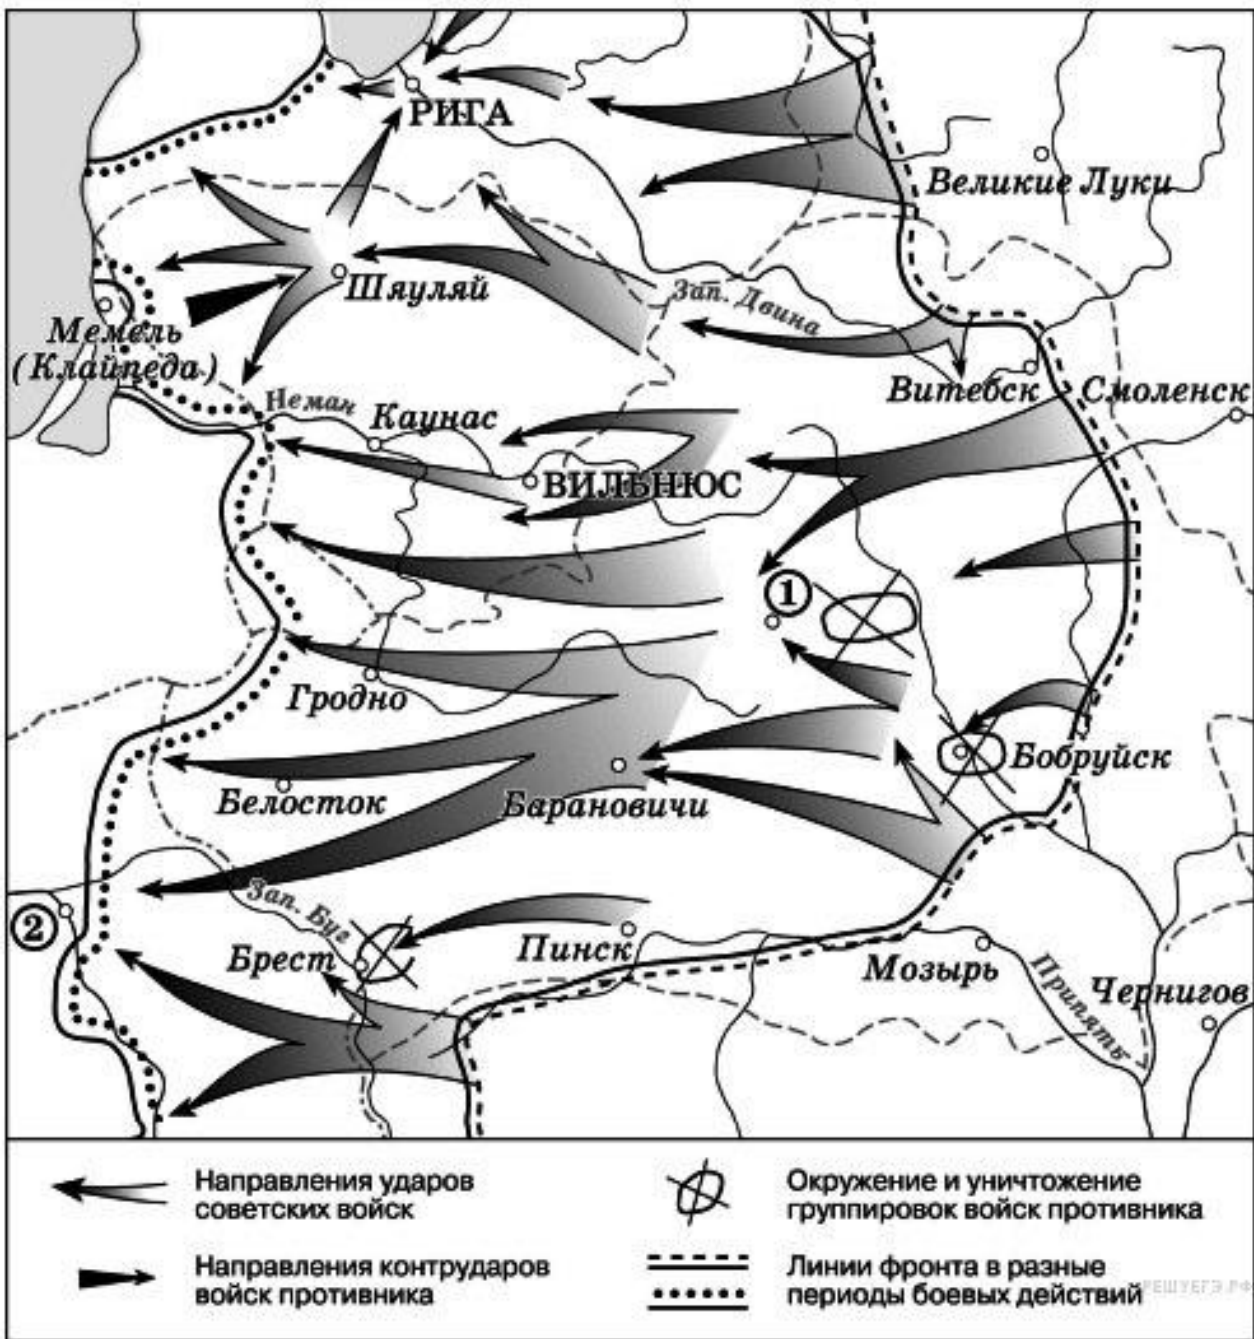 РИГА
Великие Луки
Шяуляй
Зап. Двина
Мемель
(Клайпеда)
Витебск
Смоленск
Неман
Каунас
ВИЛЬНЮС
1
Гродно
Бобруйск
Белосток
Барановичи
Зап. Буг
2
Брест
Пинск
Мозырь
Припять
Чернигов
Направления ударов
советских войск
Окружение и уничтожение
группировок войск противника
Направления контрударов
войск противника
Линии фронта в разные
периоды боевых действий
РЕШУЕГЭ.РФ